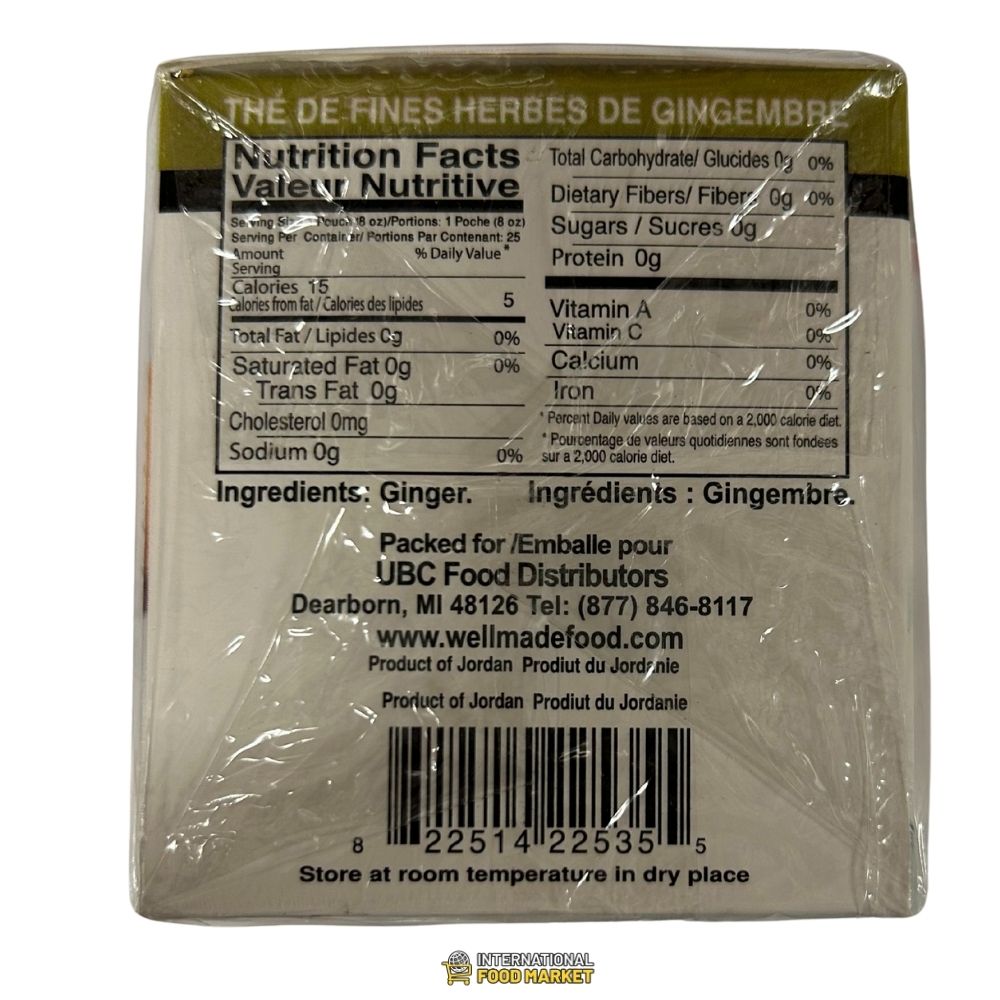 THÉ DE FINES HERBES DE GINGEMBRE
Nutrition Facts
Valeur Nutritive
Serving Size 1 Pouch (8 oz)/Portions: 1 Poche (8 oz)
Serving Per Container/ Portions Par Contenant: 25
Amount % Daily Value*
Serving
Calories 15
Calories from fat / Calories des lipides 5
Total Fat / Lipides 0g 0%
Saturated Fat 0g 0%
Trans Fat 0g
Cholesterol 0mg
Sodium 0g 0%
Total Carbohydrate/ Glucides 0g 0%
Dietary Fibers/ Fibers 0g 0%
Sugars / Sucres 0g
Protein 0g
Vitamin A 0%
Vitamin C 0%
Calcium 0%
Iron 0%
* Percent Daily values are based on a 2,000 calorie diet.
* Pourcentage de valeurs quotidiennes sont fondees
sur a 2,000 calorie diet.
Ingredients: Ginger. Ingrédients : Gingembre.
Packed for /Emballe pour
UBC Food Distributors
Dearborn, MI 48126 Tel: (877) 846-8117
www.wellmadefood.com
Product of Jordan Prodiut du Jordanie
Product of Jordan Prodiut du Jordanie
8 22514 22535 5
Store at room temperature in dry place
INTERNATIONAL
FOOD MARKET